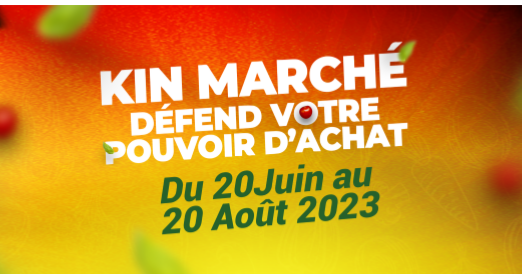 KIN MARCHÉ
DÉFEND VOTRE
POUVOIR D'ACHAT
Du 20Juin au
20 Août 2023